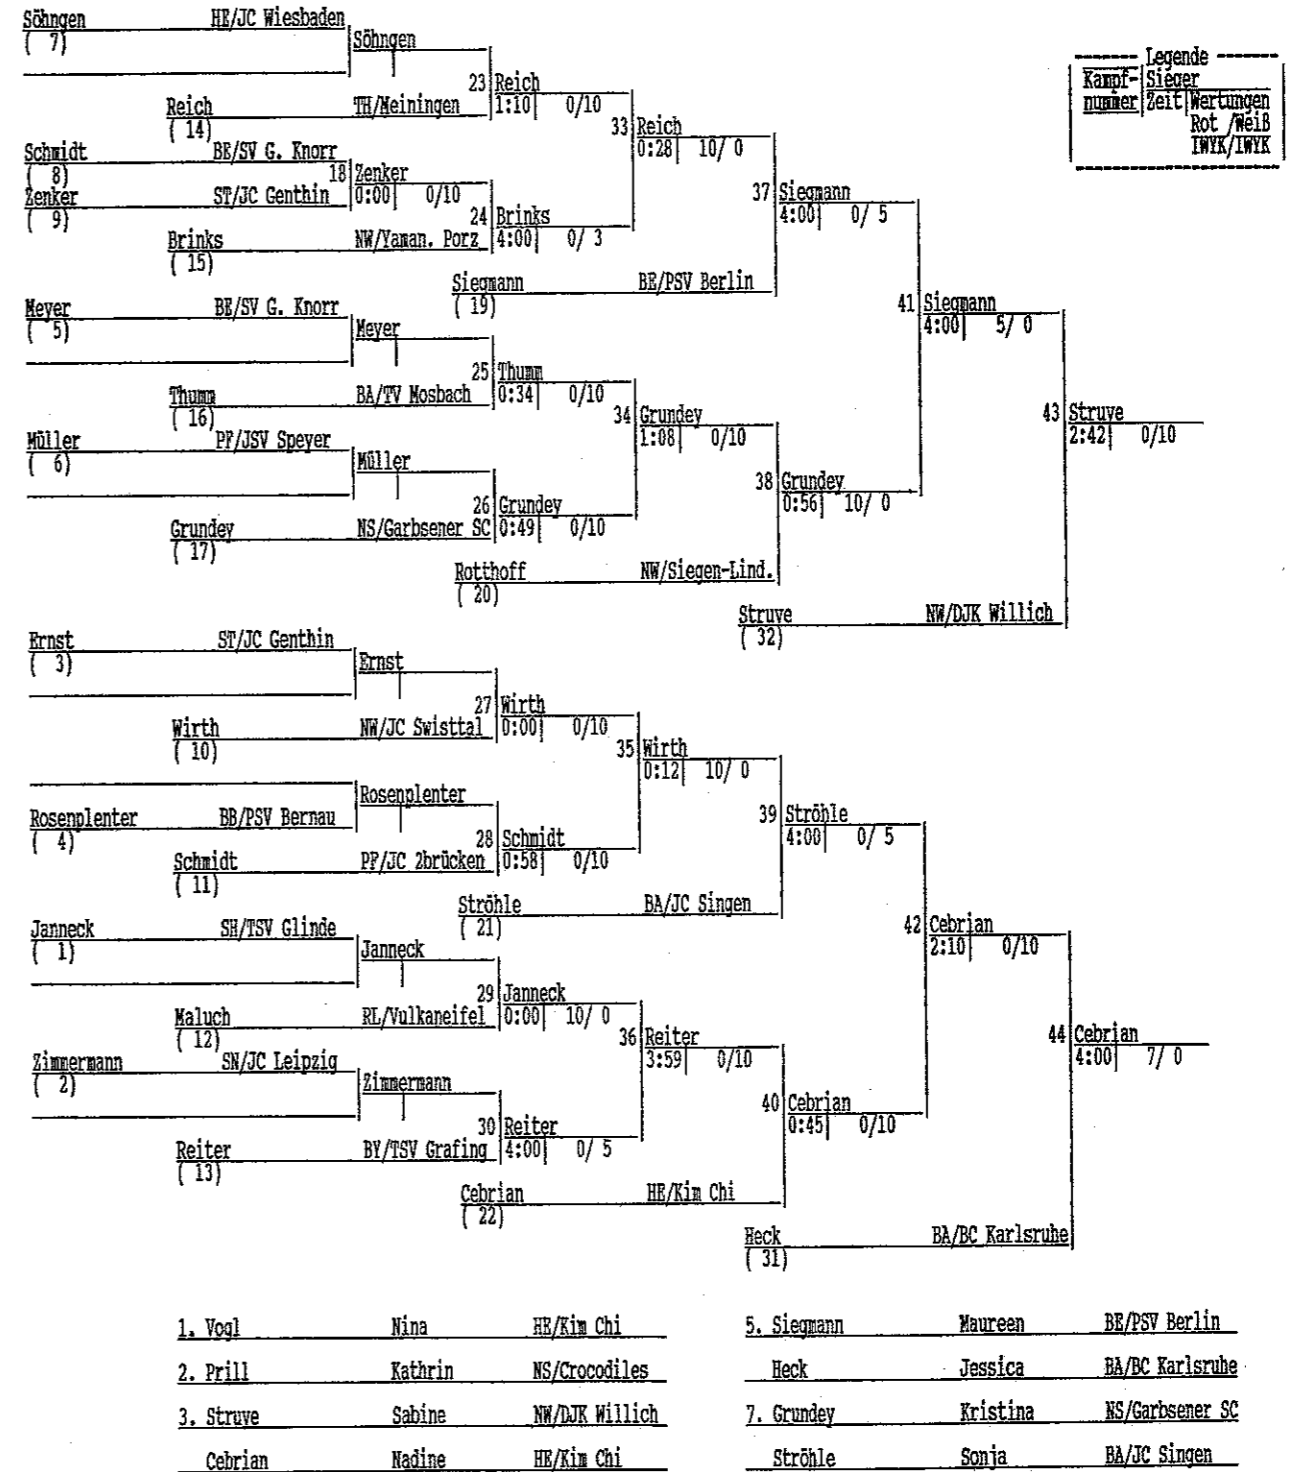 Söhngen HE/JC Wiesbaden
( 7)
Söhngen
------ Legende ------
Kampf- Sieger
nummer Zeit Wertungen
Rot /Weiß
IWYK/IWYK
23 Reich
1:10 0/10
Reich TH/Meiningen
( 14)
33 Reich
0:28 10/ 0
Schmidt BE/SV G. Knorr
( 8)
18 Zenker
0:00 0/10
Zenker ST/JC Genthin
( 9)
37 Siegmann
4:00 0/ 5
24 Brinks
4:00 0/ 3
Brinks NW/Yaman. Porz
( 15)
Siegmann BE/PSV Berlin
( 19)
41 Siegmann
4:00 5/ 0
Meyer BE/SV G. Knorr
( 5)
Meyer
25 Thumm
0:34 0/10
Thumm BA/TV Mosbach
( 16)
34 Grundey
1:08 0/10
43 Struve
2:42 0/10
Müller PF/JSV Speyer
( 6)
Müller
38 Grundey
0:56 10/ 0
26 Grundey
0:49 0/10
Grundey NS/Garbsener SC
( 17)
Rotthoff NW/Siegen-Lind.
( 20)
Struve NW/DJK Willich
( 32)
Ernst ST/JC Genthin
( 3)
Ernst
27 Wirth
0:00 0/10
Wirth NW/JC Swisttal
( 10)
35 Wirth
0:12 10/ 0
Rosenplenter
Rosenplenter BB/PSV Bernau
( 4)
39 Ströhle
4:00 0/ 5
28 Schmidt
0:58 0/10
Schmidt PF/JC 2brücken
( 11)
Ströhle BA/JC Singen
( 21)
Janneck SH/TSV Glinde
( 1)
Janneck
42 Cebrian
2:10 0/10
29 Janneck
0:00 10/ 0
Maluch RL/Vulkaneifel
( 12)
36 Reiter
3:59 0/10
44 Cebrian
4:00 7/ 0
Zimmermann SN/JC Leipzig
( 2)
Zimmermann
40 Cebrian
0:45 0/10
30 Reiter
4:00 0/ 5
Reiter BY/TSV Grafing
( 13)
Cebrian HE/Kim Chi
( 22)
Heck BA/BC Karlsruhe
( 31)
1. Vogl Nina HE/Kim Chi
5. Siegmann Maureen BE/PSV Berlin
2. Prill Kathrin NS/Crocodiles
Heck Jessica BA/BC Karlsruhe
3. Struve Sabine NW/DJK Willich
7. Grundey Kristina NS/Garbsener SC
Cebrian Nadine HE/Kim Chi
Ströhle Sonja BA/JC Singen